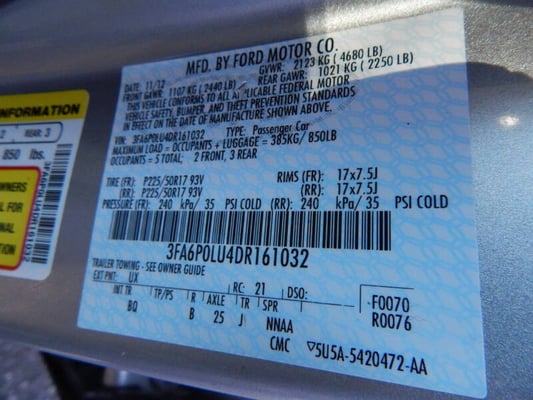 MFD. BY FORD MOTOR CO.
DATE: 11/12 GVWR: 2123 KG (4680 LB)
FRONT GAWR: 1107 KG (2440 LB) REAR GAWR: 1021 KG (2250 LB)
THIS VEHICLE CONFORMS TO ALL APPLICABLE FEDERAL MOTOR
VEHICLE SAFETY, BUMPER, AND THEFT PREVENTION STANDARDS
IN EFFECT ON THE DATE OF MANUFACTURE SHOWN ABOVE.
VIN: 3FA6P0LU4DR161032 TYPE: Passenger Car
MAXIMUM LOAD = OCCUPANTS + LUGGAGE = 385KG/ 850LB
OCCUPANTS = 5 TOTAL: 2 FRONT, 3 REAR
TIRE (FR): P225/50R17 93V RIMS (FR): 17x7.5J
(RR): P225/50R17 93V (RR): 17x7.5J
PRESSURE (FR): 240 kPa/ 35 PSI COLD (RR): 240 kPa/ 35 PSI COLD
3FA6P0LU4DR161032
TRAILER TOWING - SEE OWNER GUIDE
EXT PNT: UX RC: 21 DSO: F0070
INT TR TP/PS R AXLE TR SPR R0076
BQ B 25 J NNAA
CMC ▽5U5A-5420472-AA
INFORMATION
2 REAR: 3
850 lbs.
3FA6P0LU4DR161032
OWNERS
L FOR
IONAL
TION